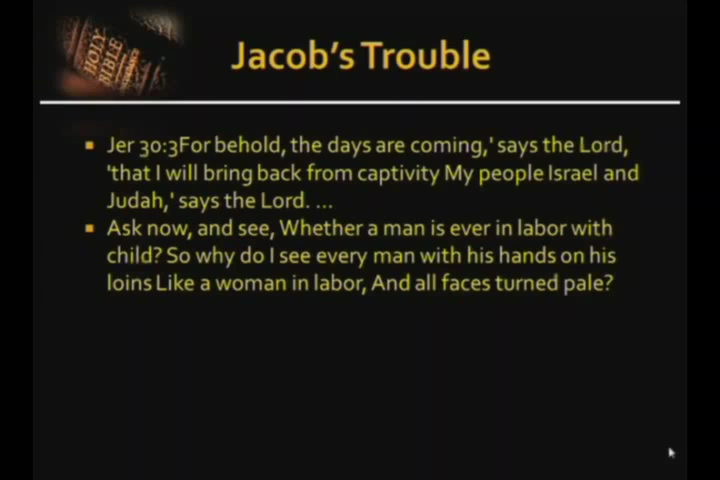 HOLY
BIBLE
Jacob's Trouble
Jer 30:3For behold, the days are coming,' says the Lord,
'that I will bring back from captivity My people Israel and
Judah,' says the Lord. ...
Ask now, and see, Whether a man is ever in labor with
child? So why do I see every man with his hands on his
loins Like a woman in labor, And all faces turned pale?